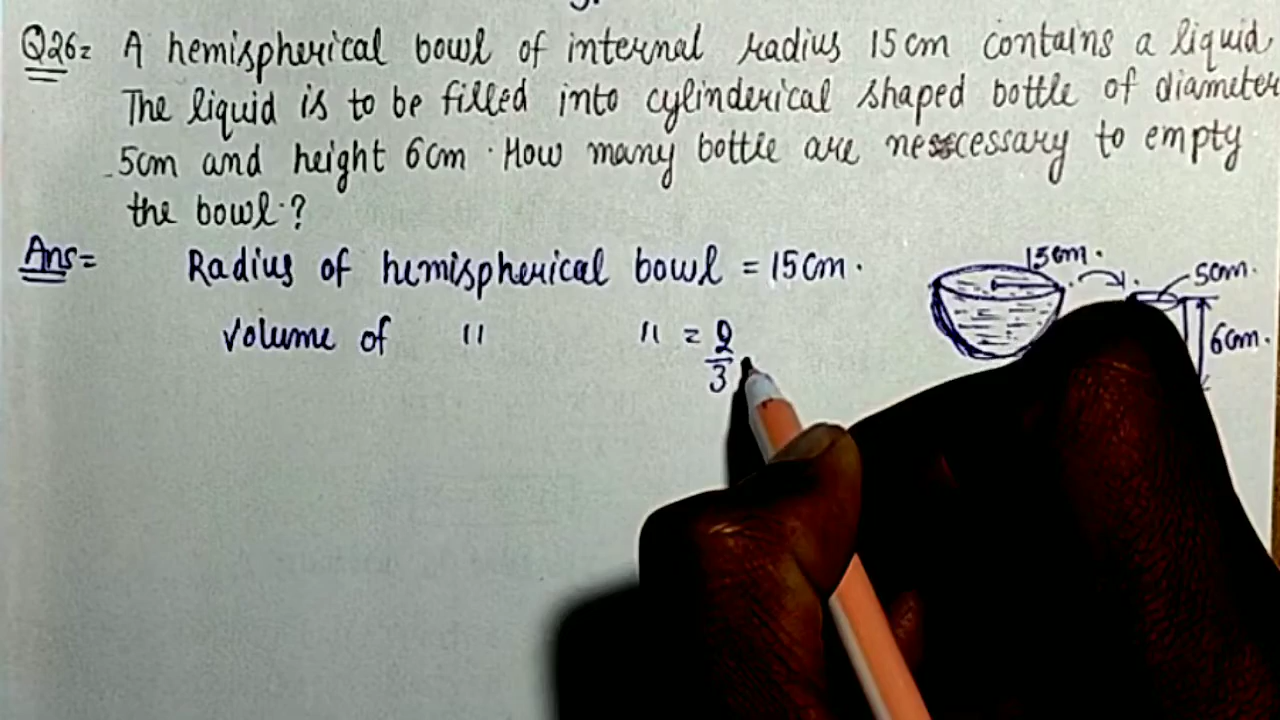 Q26= A hemispherical bowl of internal radius 15cm contains a liquid.
The liquid is to be filled into cylinderical shaped bottle of diameter
5cm and height 6cm. How many bottle are nesscessary to empty
the bowl.?
Ans= Radius of hemispherical bowl = 15cm.
Volume of " " = 2/3
15cm.
5cm.
6cm.